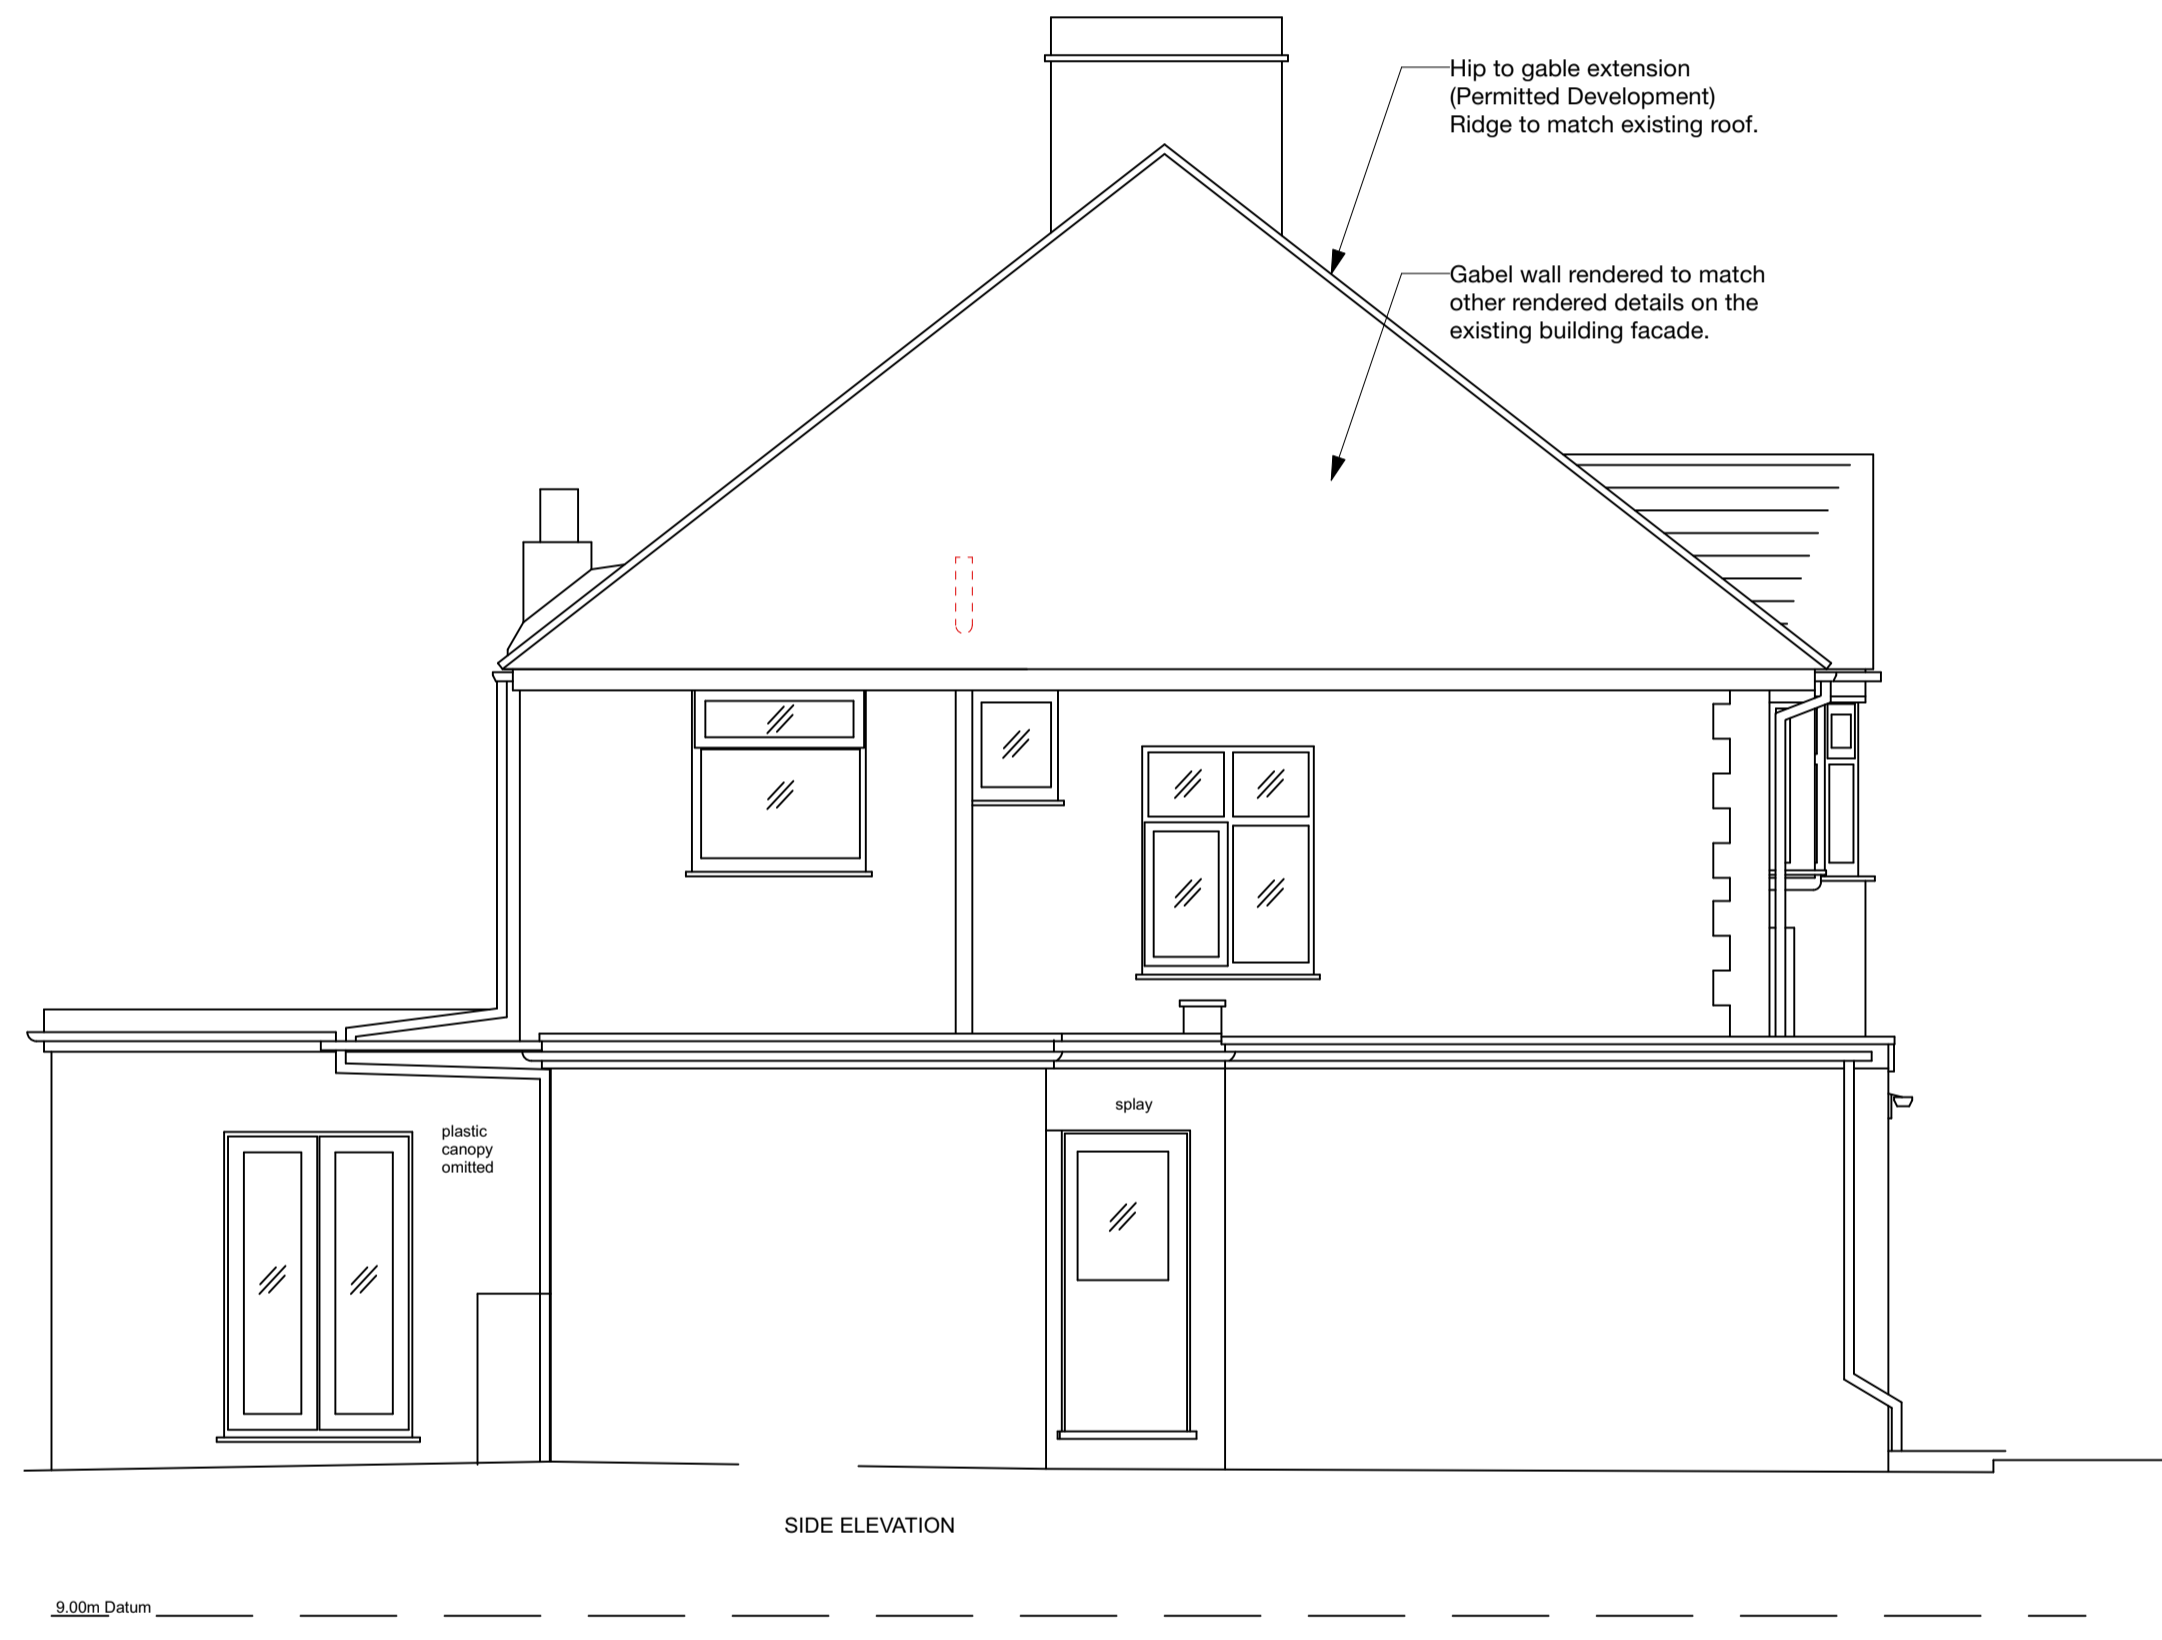 Hip to gable extension
(Permitted Development)
Ridge to match existing roof.
Gabel wall rendered to match
other rendered details on the
existing building facade.
splay
plastic
canopy
omitted
SIDE ELEVATION
9.00m Datum